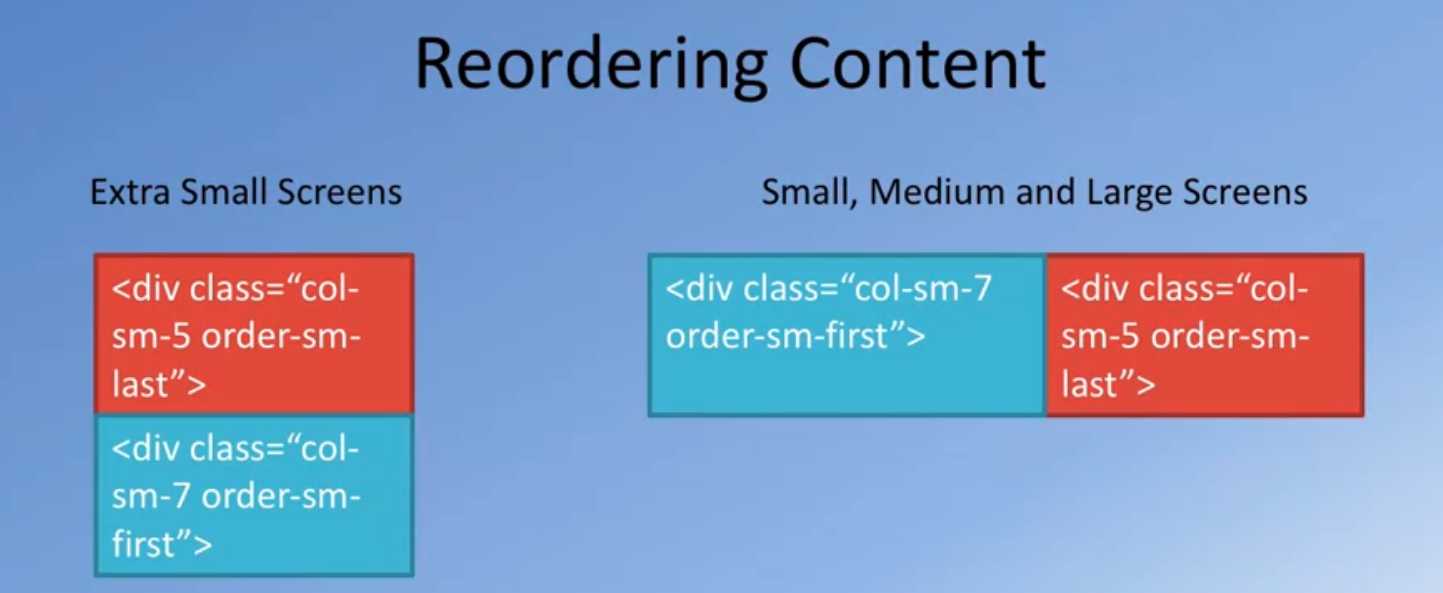 Reordering Content
Extra Small Screens
<div class=“col-
sm-5 order-sm-
last”>
<div class=“col-
sm-7 order-sm-
first”>
Small, Medium and Large Screens
<div class=“col-sm-7
order-sm-first”>
<div class=“col-
sm-5 order-sm-
last”>